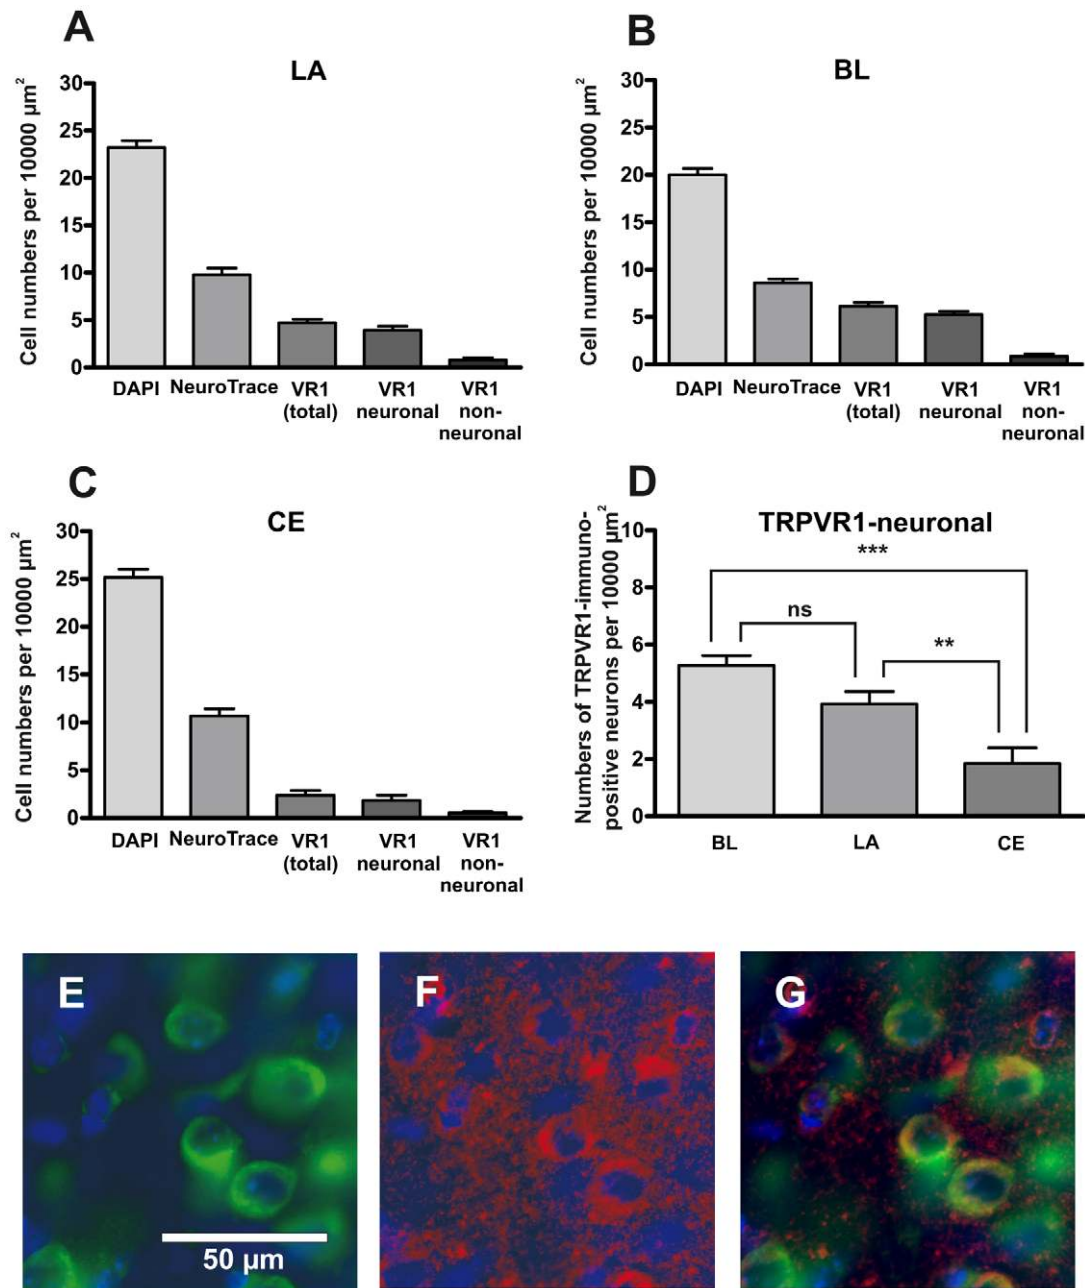 A
LA
Cell numbers per 10000 µm²
30
25
20
15
10
5
0
DAPI
NeuroTrace
VR1
(total)
VR1
neuronal
VR1
non-
neuronal
B
BL
Cell numbers per 10000 µm²
30
25
20
15
10
5
0
DAPI
NeuroTrace
VR1
(total)
VR1
neuronal
VR1
non-
neuronal
C
CE
Cell numbers per 10000 µm²
30
25
20
15
10
5
0
DAPI
NeuroTrace
VR1
(total)
VR1
neuronal
VR1
non-
neuronal
D
TRPVR1-neuronal
Numbers of TRPVR1-immuno-
positive neurons per 10000 µm²
10
8
6
4
2
0
***
ns
**
BL
LA
CE
E
50 µm
F
G